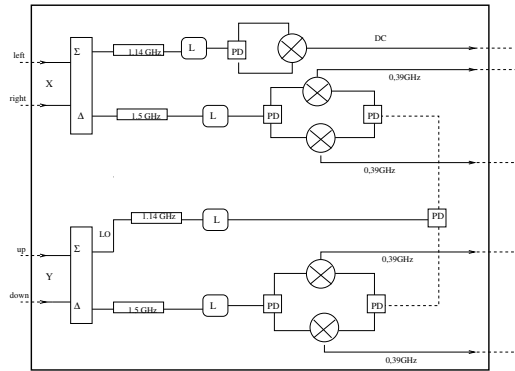 DC
left
Σ
1.14 GHz
L
PD
0,39GHz
X
right
Δ
1.5 GHz
L
PD
PD
0,39GHz
1.14 GHz
L
PD
LO
up
Σ
0,39GHz
Y
down
Δ
1.5 GHz
L
PD
PD
0,39GHz